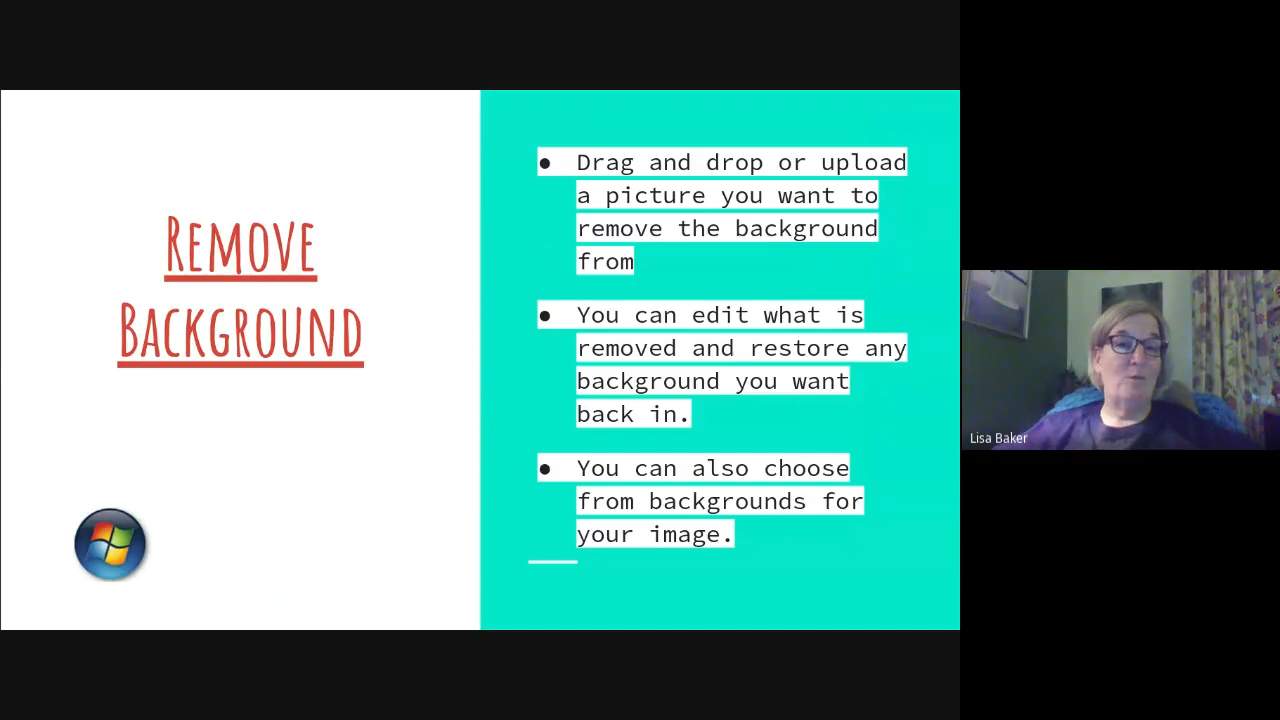 Remove
Background
● Drag and drop or upload
a picture you want to
remove the background
from
● You can edit what is
removed and restore any
background you want
back in.
● You can also choose
from backgrounds for
your image.
Lisa Baker